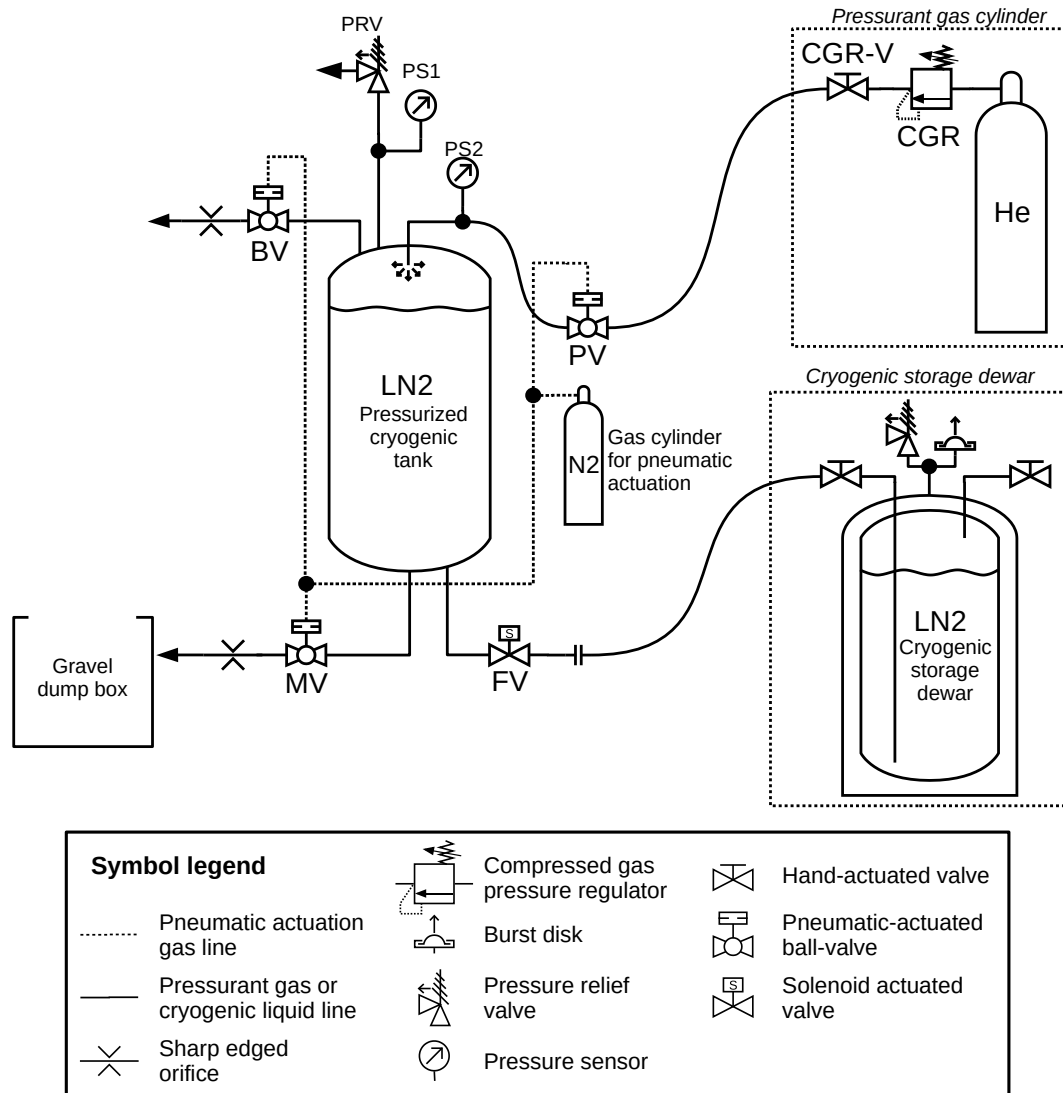 Pressurant gas cylinder
PRV
CGR-V
PS1
CGR
PS2
He
BV
PV
Cryogenic storage dewar
LN2
Pressurized
cryogenic
tank
N2
Gas cylinder
for pneumatic
actuation
LN2
Cryogenic
storage
dewar
S
Gravel
dump box
MV
FV
Symbol legend
Pneumatic actuation
gas line
Pressurant gas or
cryogenic liquid line
Sharp edged
orifice
Compressed gas
pressure regulator
Burst disk
Pressure relief
valve
Pressure sensor
Hand-actuated valve
Pneumatic-actuated
ball-valve
S
Solenoid actuated
valve